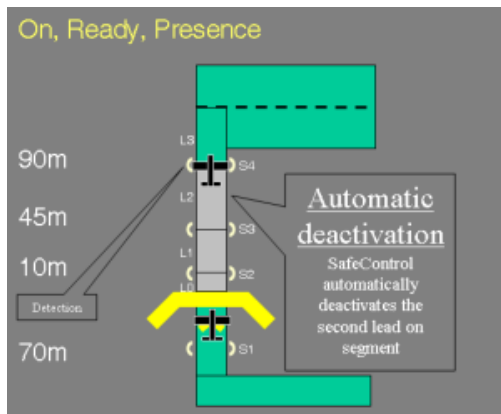 On, Ready, Presence
L3
90m
S4
L2
45m
S3
L1
10m
S2
L0
Detection
70m
S1
Automatic
deactivation
SafeControl
automatically
deactivates the
second lead on
segment